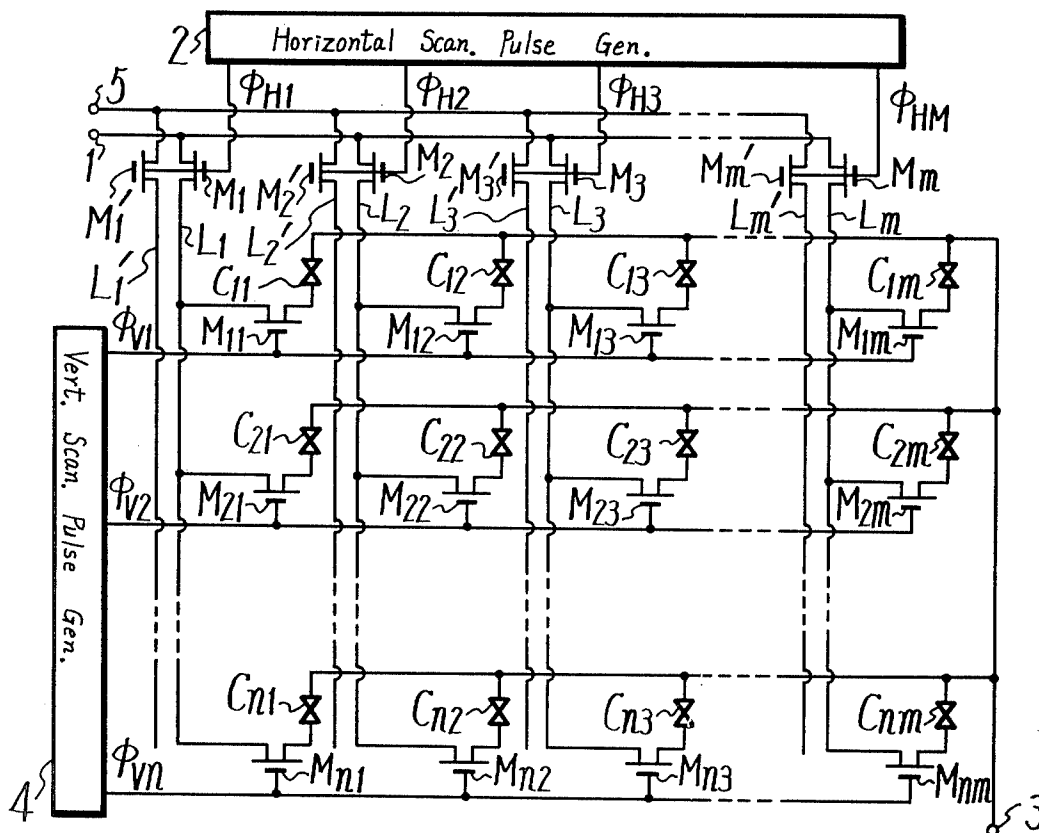 2 Horizontal Scan. Pulse Gen.
5 ΦH1 ΦH2 ΦH3 ΦHM
1
M1' M1 M2' M2 M3' M3 Mm' Mm
L1' L1 L2' L2 L3' L3 Lm' Lm
C11 C12 C13 C1m
ΦV1 M11 M12 M13 M1m
C21 C22 C23 C2m
ΦV2 M21 M22 M23 M2m
Vert. Scan. Pulse Gen.
Cn1 Cn2 Cn3 Cnm
4 ΦVn Mn1 Mn2 Mn3 Mnm
3